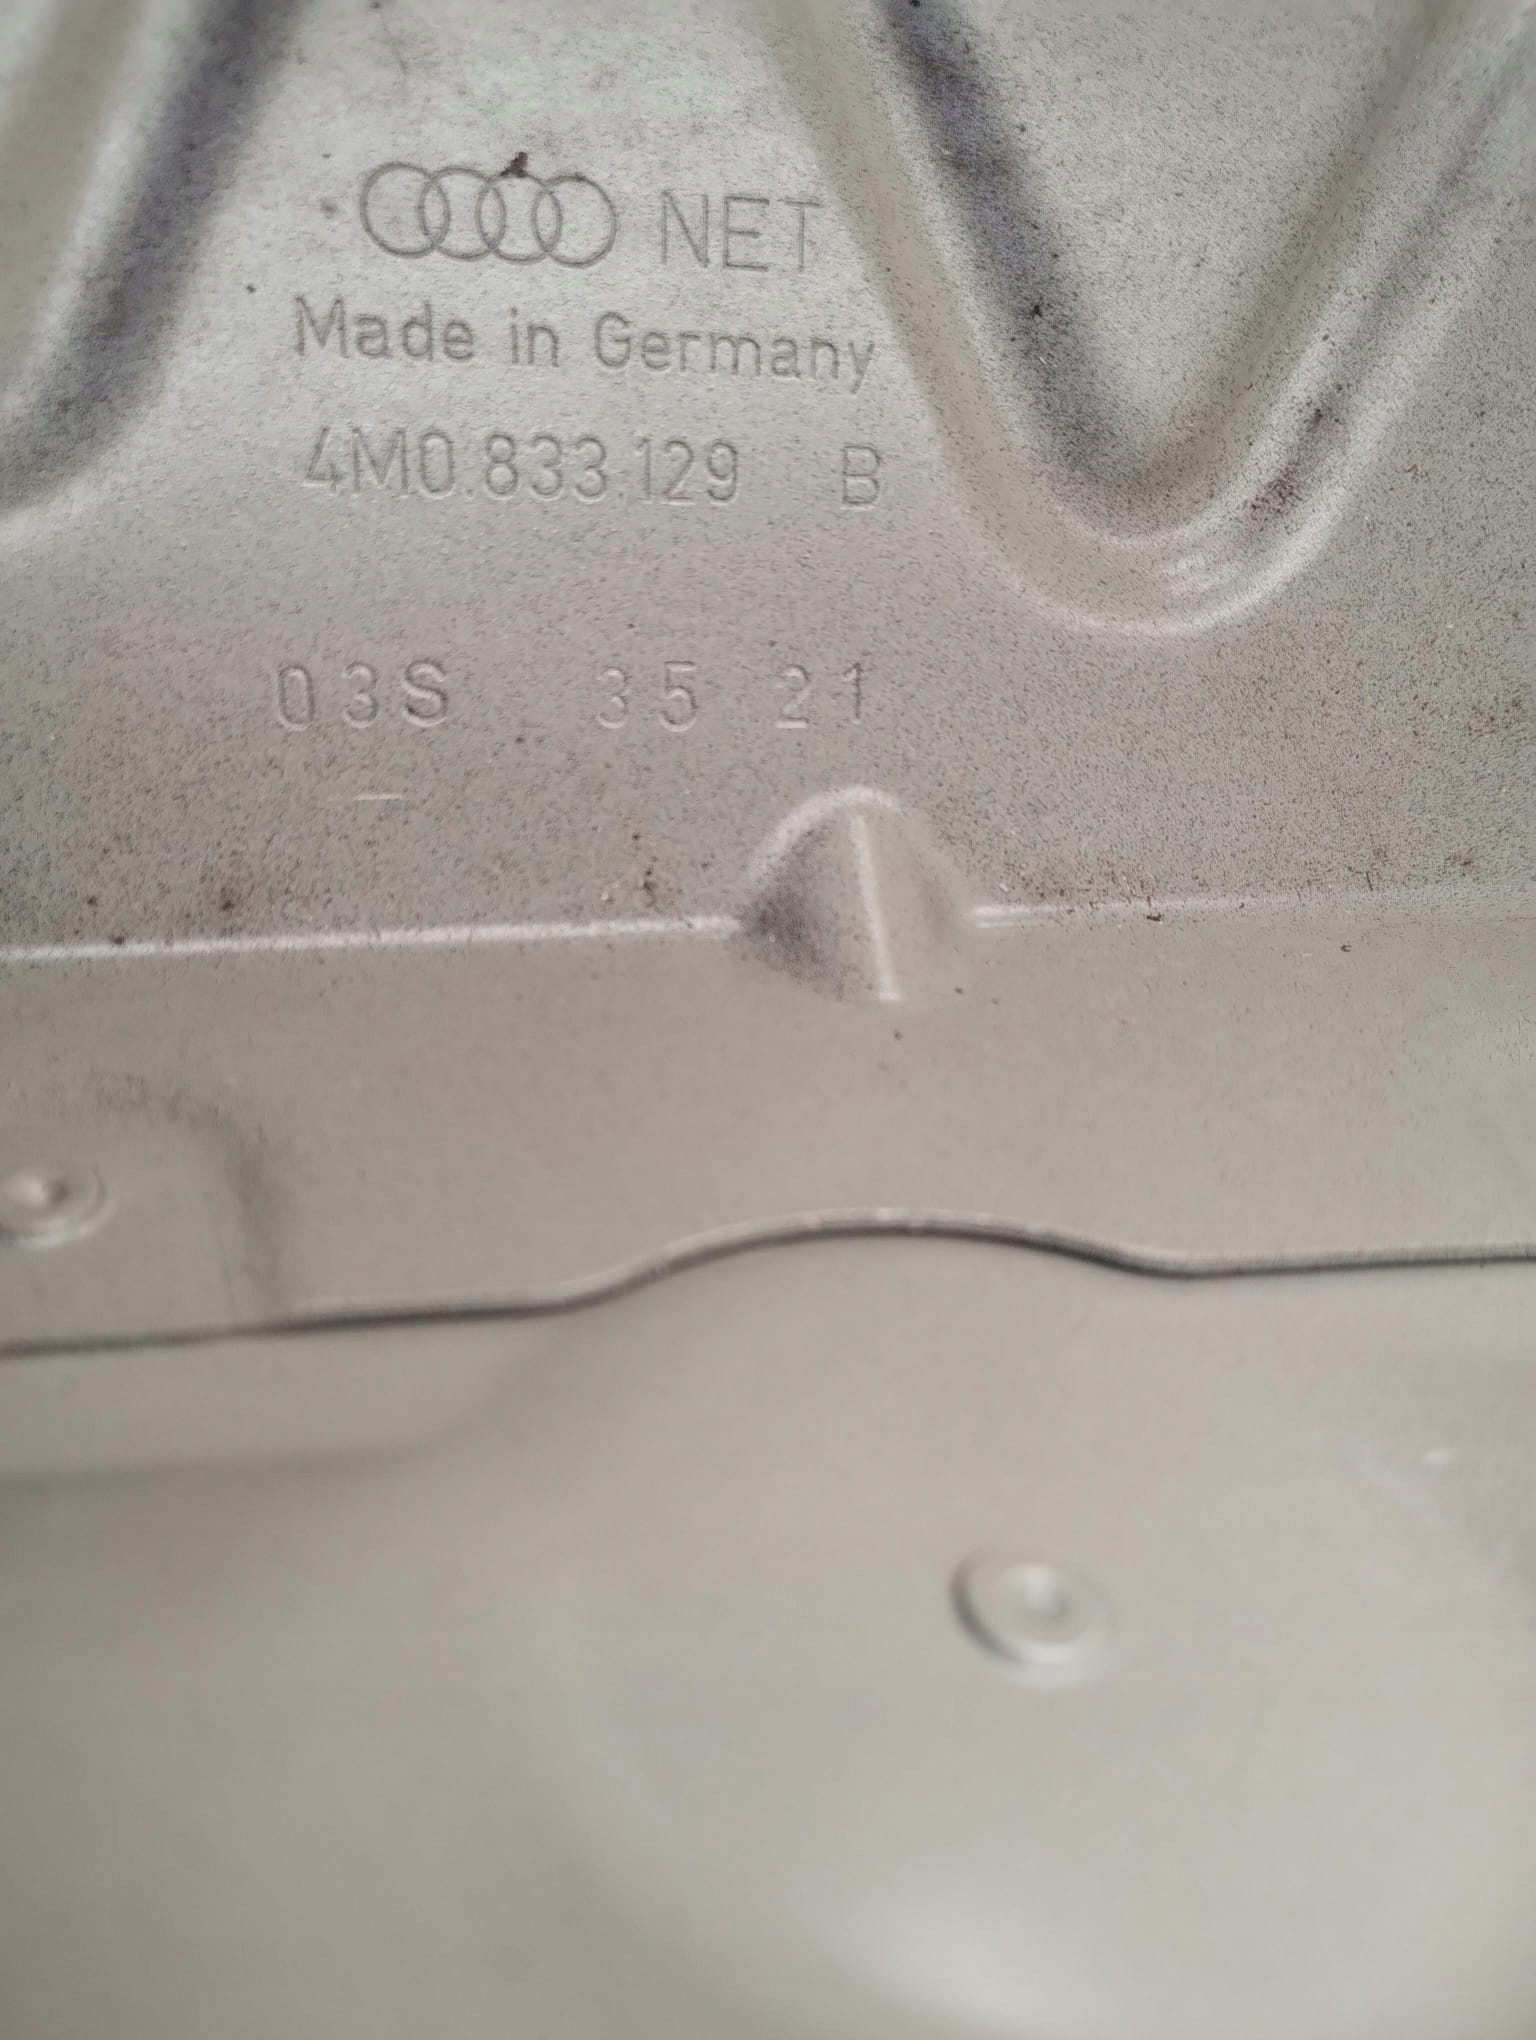 NET
Made in Germany
4M0.833.129 B
03S 35 21